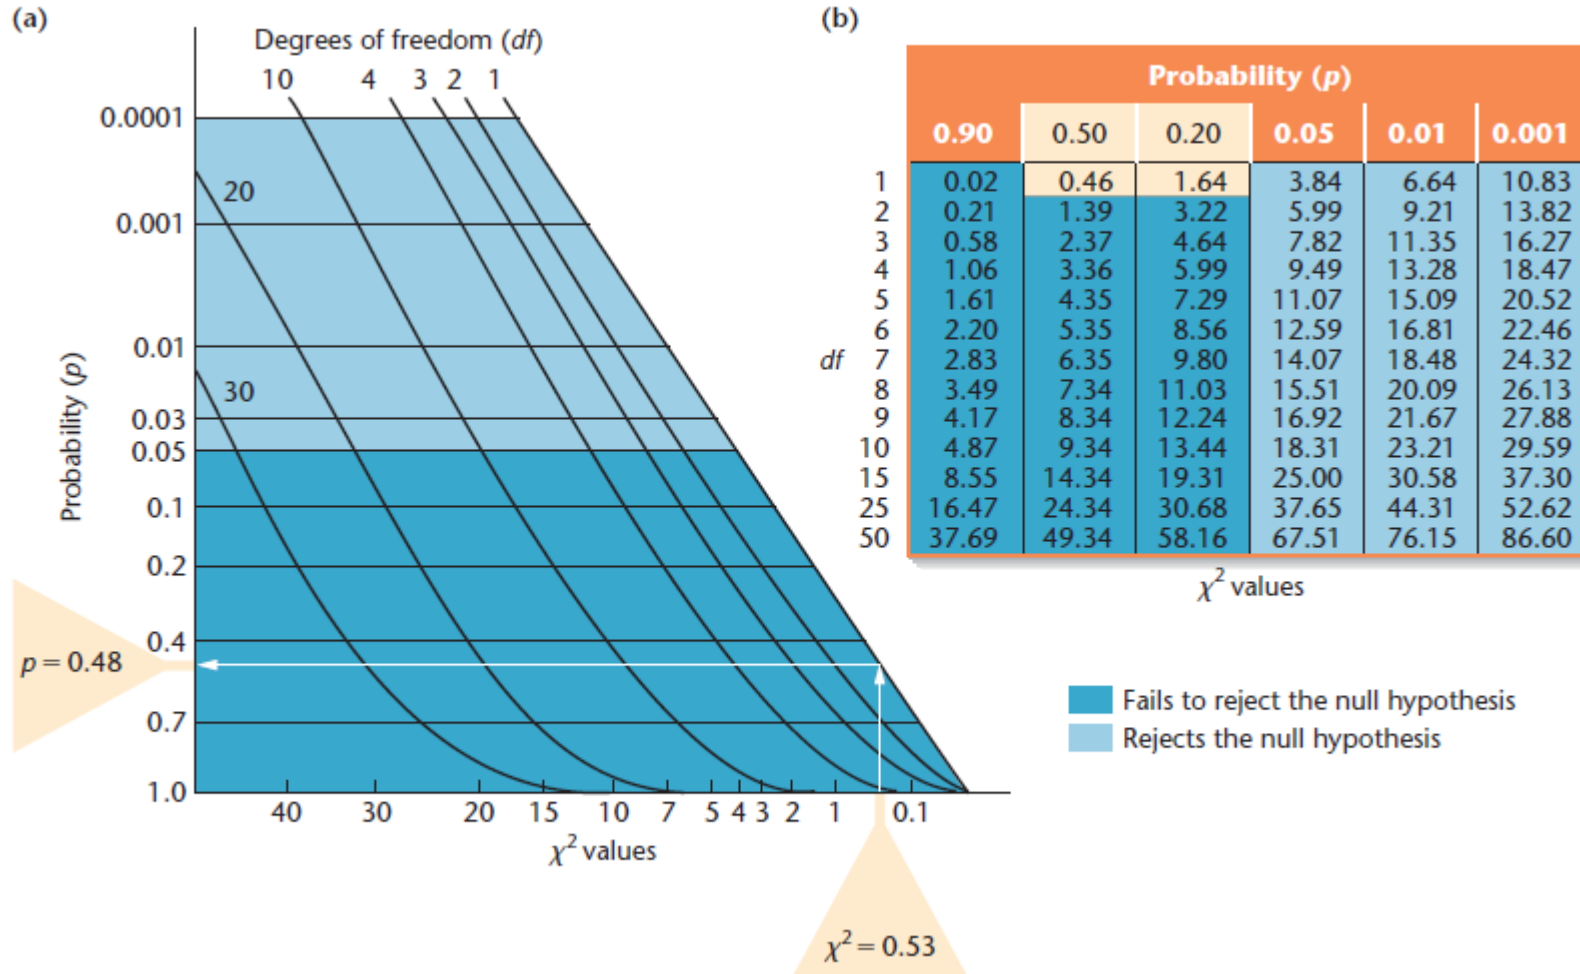 (a)
Degrees of freedom (df)
10 4 3 2 1
0.0001
20
0.001
0.01
30
0.03
0.05
0.1
0.2
0.4
p = 0.48
0.7
1.0
Probability (p)
40 30 20 15 10 7 5 4 3 2 1 0.1
χ² values
χ² = 0.53
(b)
Probability (p)
0.90 0.50 0.20 0.05 0.01 0.001
1 0.02 0.46 1.64 3.84 6.64 10.83
2 0.21 1.39 3.22 5.99 9.21 13.82
3 0.58 2.37 4.64 7.82 11.35 16.27
4 1.06 3.36 5.99 9.49 13.28 18.47
5 1.61 4.35 7.29 11.07 15.09 20.52
6 2.20 5.35 8.56 12.59 16.81 22.46
df 7 2.83 6.35 9.80 14.07 18.48 24.32
8 3.49 7.34 11.03 15.51 20.09 26.13
9 4.17 8.34 12.24 16.92 21.67 27.88
10 4.87 9.34 13.44 18.31 23.21 29.59
15 8.55 14.34 19.31 25.00 30.58 37.30
25 16.47 24.34 30.68 37.65 44.31 52.62
50 37.69 49.34 58.16 67.51 76.15 86.60
χ² values
Fails to reject the null hypothesis
Rejects the null hypothesis